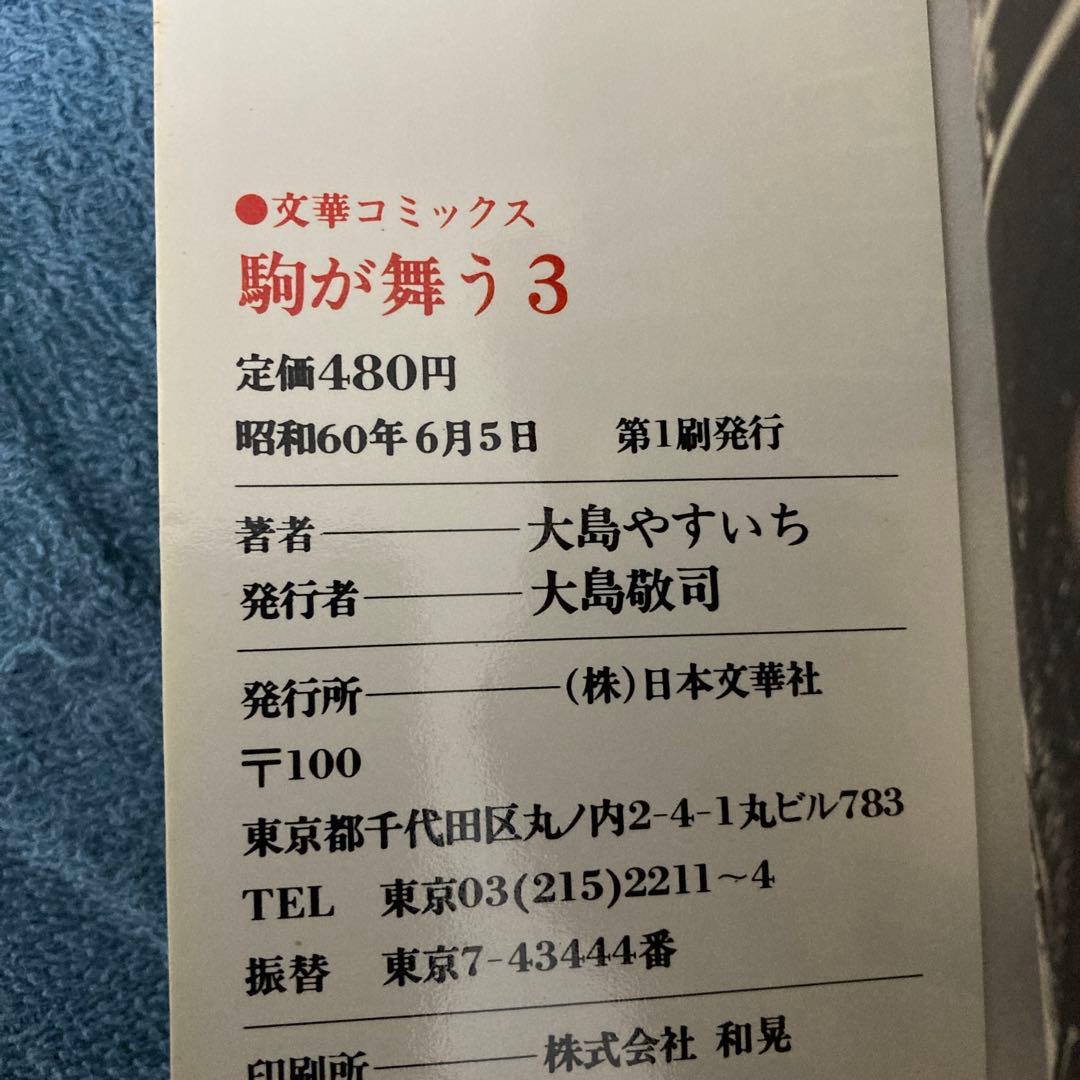 ●文華コミックス
駒が舞う3
定価480円
昭和60年6月5日　第1刷発行
著者――――大島やすいち
発行者――――大島敬司
発行所――――(株)日本文華社
〒100
東京都千代田区丸ノ内2-4-1丸ビル783
TEL　東京03(215)2211〜4
振替　東京7-43444番
印刷所――――株式会社 和晃